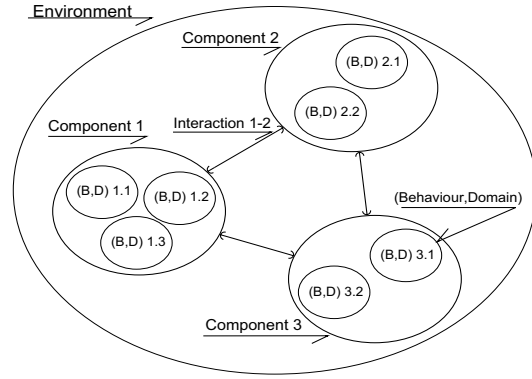 Environment
Component 2
(B,D) 2.1
(B,D) 2.2
Interaction 1-2
Component 1
(B,D) 1.1
(B,D) 1.2
(B,D) 1.3
(Behaviour,Domain)
(B,D) 3.1
(B,D) 3.2
Component 3